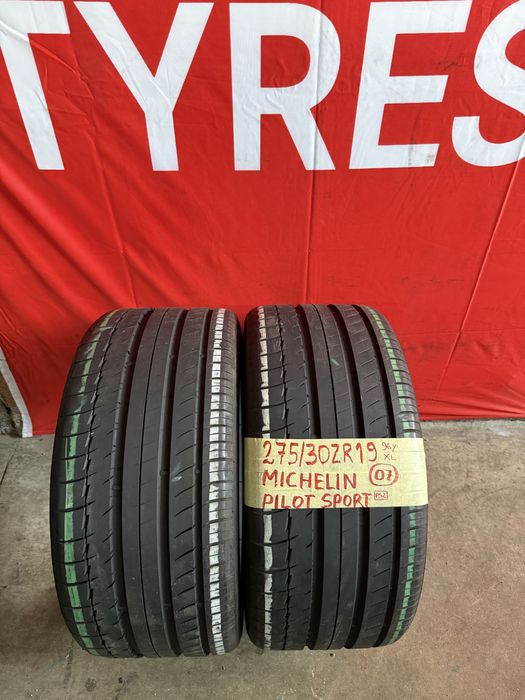 TYRES
275/30ZR19 96y
XL
MICHELIN 07
PILOT SPORT PS2